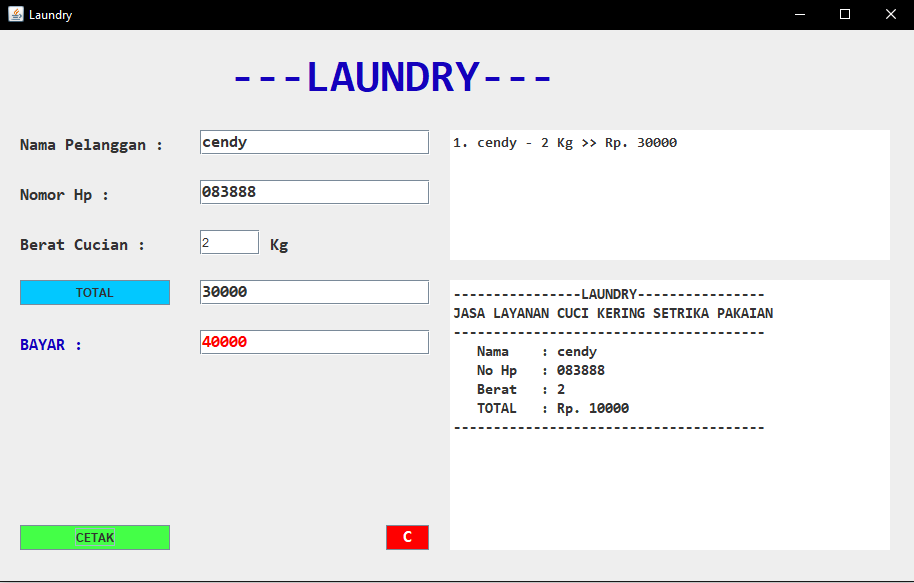 Laundry
---LAUNDRY---
Nama Pelanggan :
cendy
Nomor Hp :
083888
Berat Cucian :
2
Kg
TOTAL
30000
BAYAR :
40000
CETAK
C
1. cendy - 2 Kg >> Rp. 30000
----------------LAUNDRY----------------
JASA LAYANAN CUCI KERING SETRIKA PAKAIAN
---------------------------------------
Nama : cendy
No Hp : 083888
Berat : 2
TOTAL : Rp. 10000
---------------------------------------